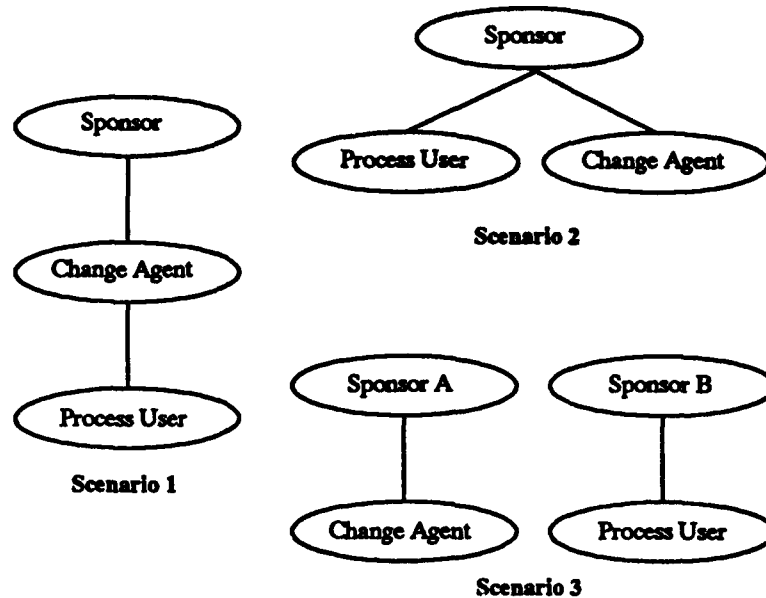 Sponsor
Change Agent
Process User
Scenario 1
Sponsor
Process User
Change Agent
Scenario 2
Sponsor A
Sponsor B
Change Agent
Process User
Scenario 3